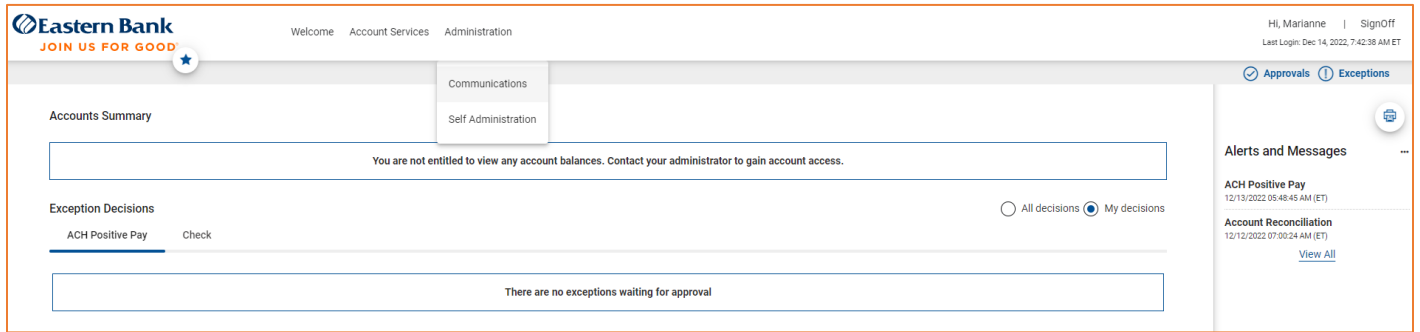 Eastern Bank
JOIN US FOR GOOD
Welcome Account Services Administration
Hi, Marianne | SignOff
Last Login: Dec 14, 2022, 7:42:38 AM ET
Communications
Self Administration
Approvals Exceptions
Accounts Summary
You are not entitled to view any account balances. Contact your administrator to gain account access.
Exception Decisions
All decisions My decisions
ACH Positive Pay Check
There are no exceptions waiting for approval
Alerts and Messages ...
ACH Positive Pay
12/13/2022 05:48:45 AM (ET)
Account Reconciliation
12/12/2022 07:00:24 AM (ET)
View All